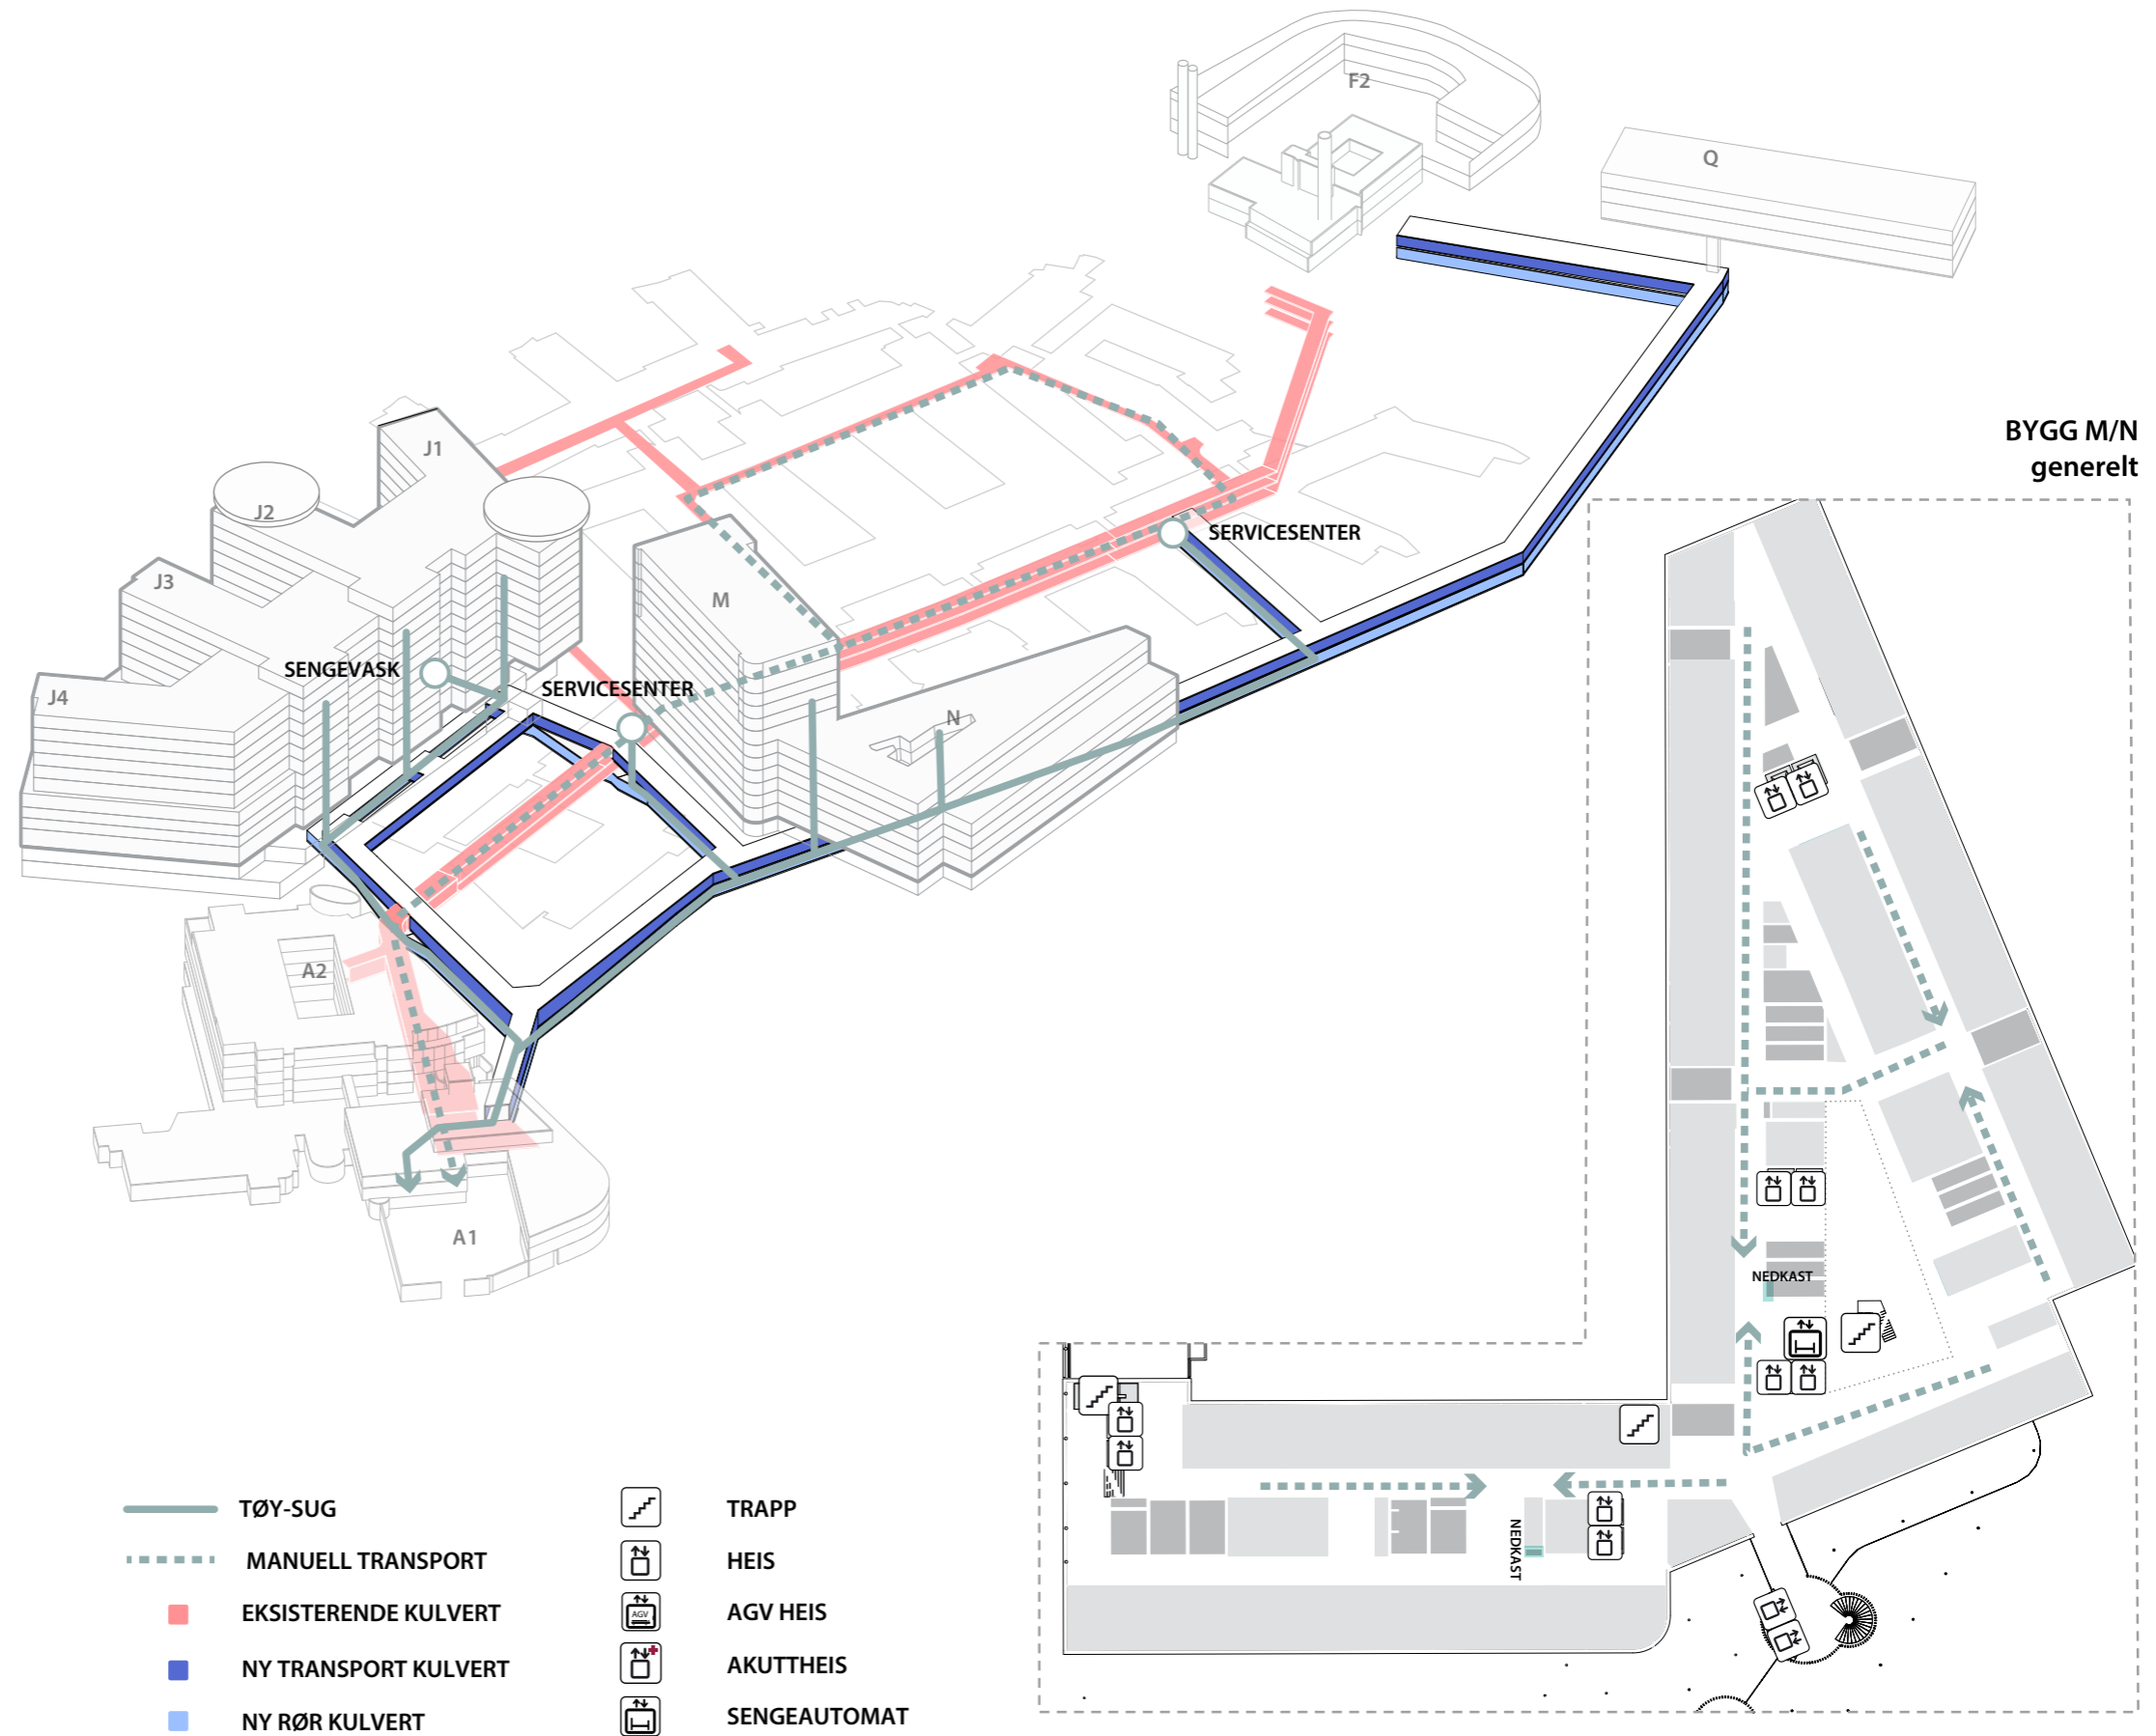 F2
Q
BYGG M/N
generelt
J1
J2
SERVICESENTER
J3
M
SENGEVASK
SERVICESENTER
J4
N
A2
A1
NEDKAST
NEDKAST
TØY-SUG
MANUELL TRANSPORT
EKSISTERENDE KULVERT
NY TRANSPORT KULVERT
NY RØR KULVERT
TRAPP
HEIS
AGV
AGV HEIS
AKUTTHEIS
SENGEAUTOMAT